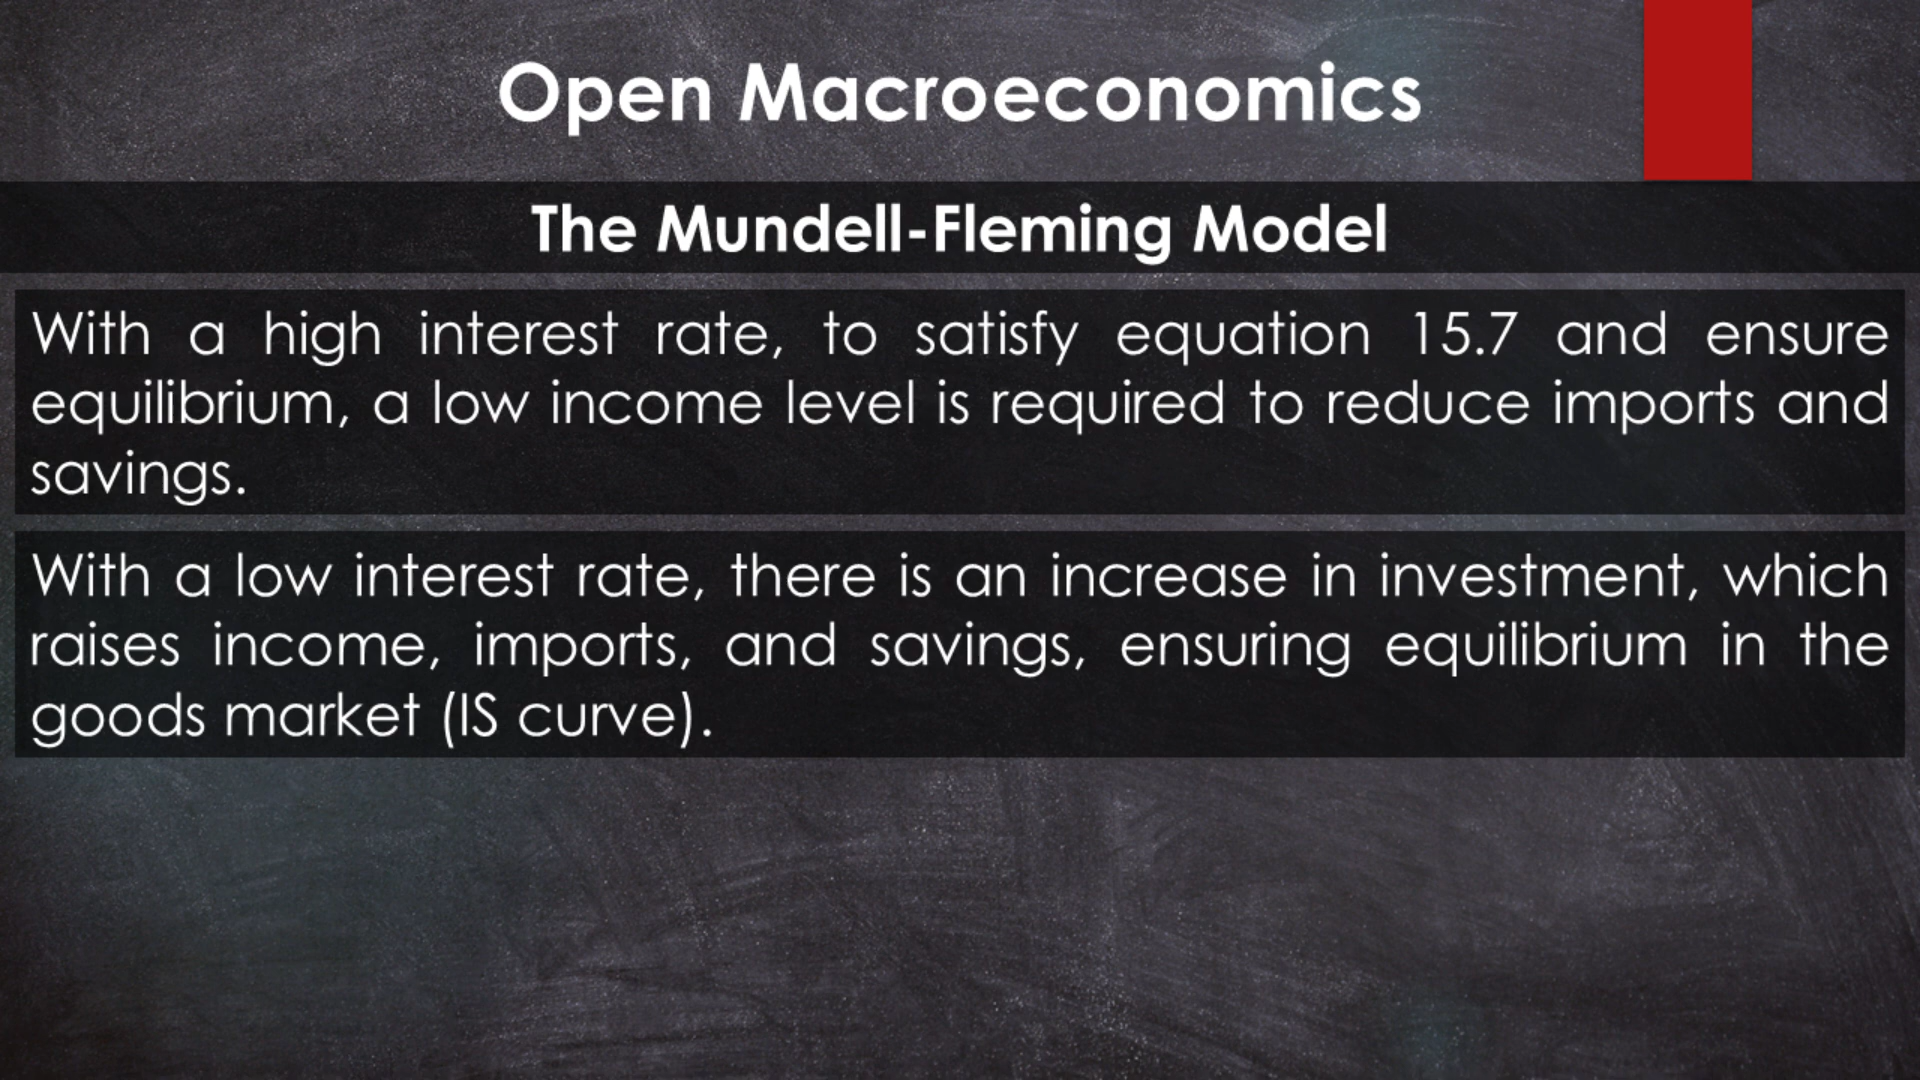 Open Macroeconomics
The Mundell-Fleming Model
With a high interest rate, to satisfy equation 15.7 and ensure
equilibrium, a low income level is required to reduce imports and
savings.
With a low interest rate, there is an increase in investment, which
raises income, imports, and savings, ensuring equilibrium in the
goods market (IS curve).